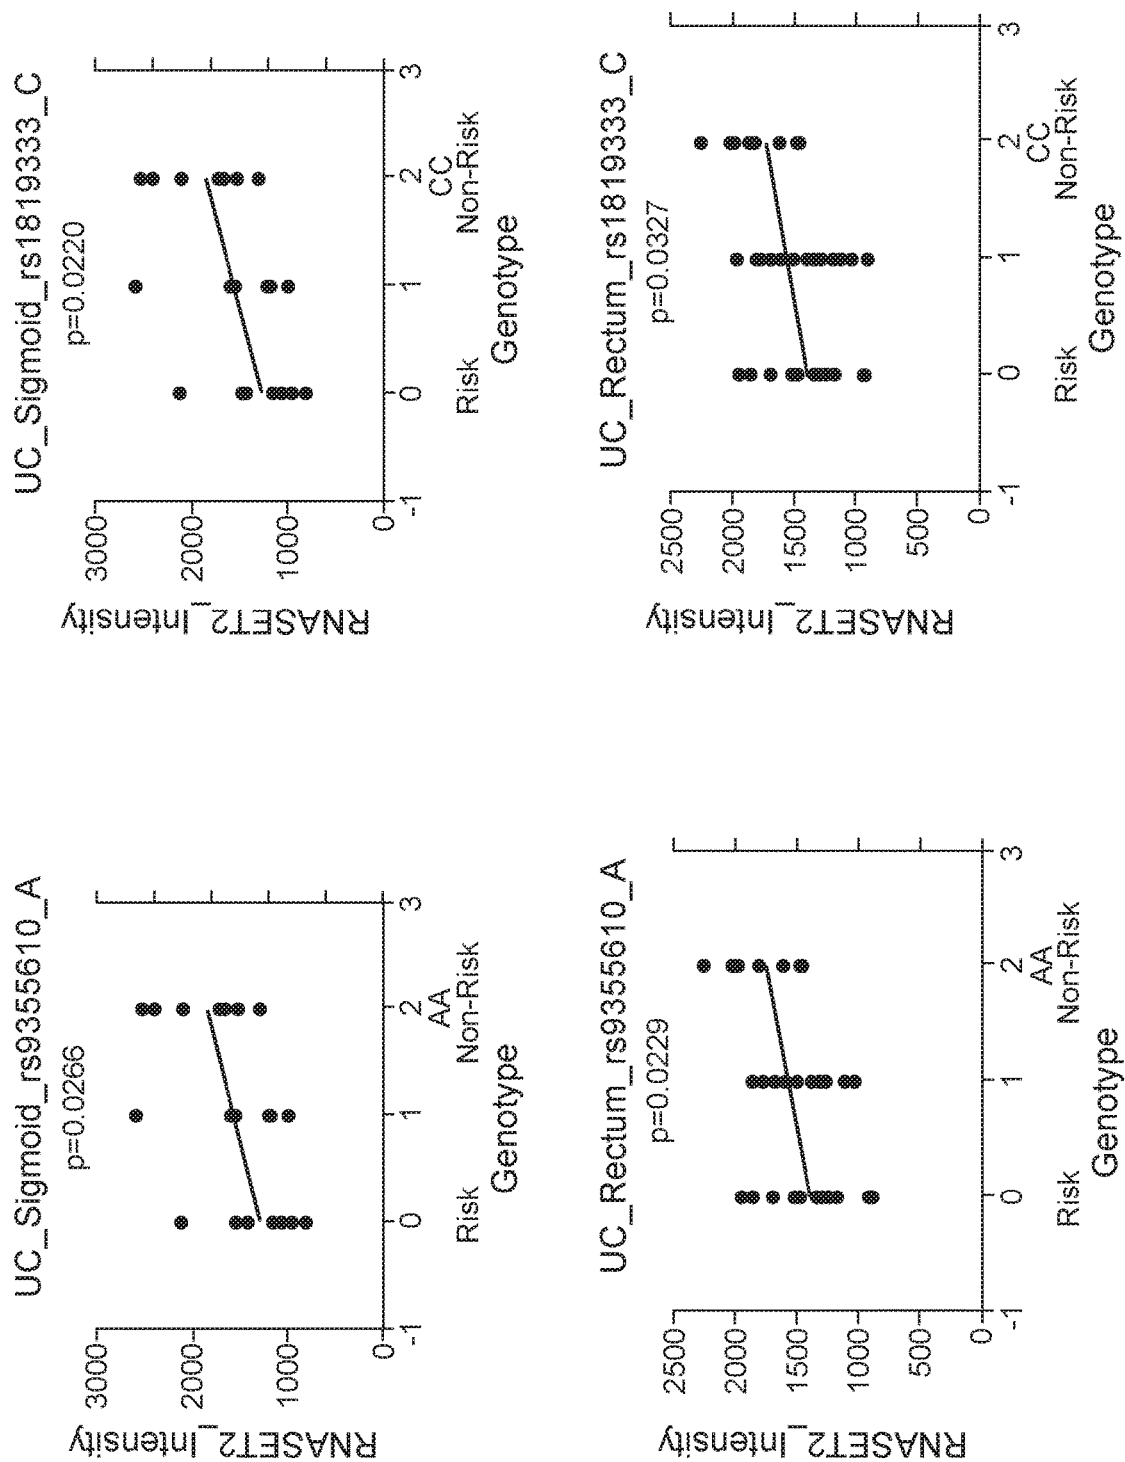 UC_Sigmoid_rs9355610_A
p=0.0266
RNASET2_Intensity
3000
2000
1000
0
-1
0
1
2
3
Risk
AA
Non-Risk
Genotype
UC_Sigmoid_rs1819333_C
p=0.0220
RNASET2_Intensity
3000
2000
1000
0
-1
0
1
2
3
Risk
CC
Non-Risk
Genotype
UC_Rectum_rs9355610_A
p=0.0229
RNASET2_Intensity
2500
2000
1500
1000
500
0
-1
0
1
2
3
Risk
AA
Non-Risk
Genotype
UC_Rectum_rs1819333_C
p=0.0327
RNASET2_Intensity
2500
2000
1500
1000
500
0
-1
0
1
2
3
Risk
CC
Non-Risk
Genotype